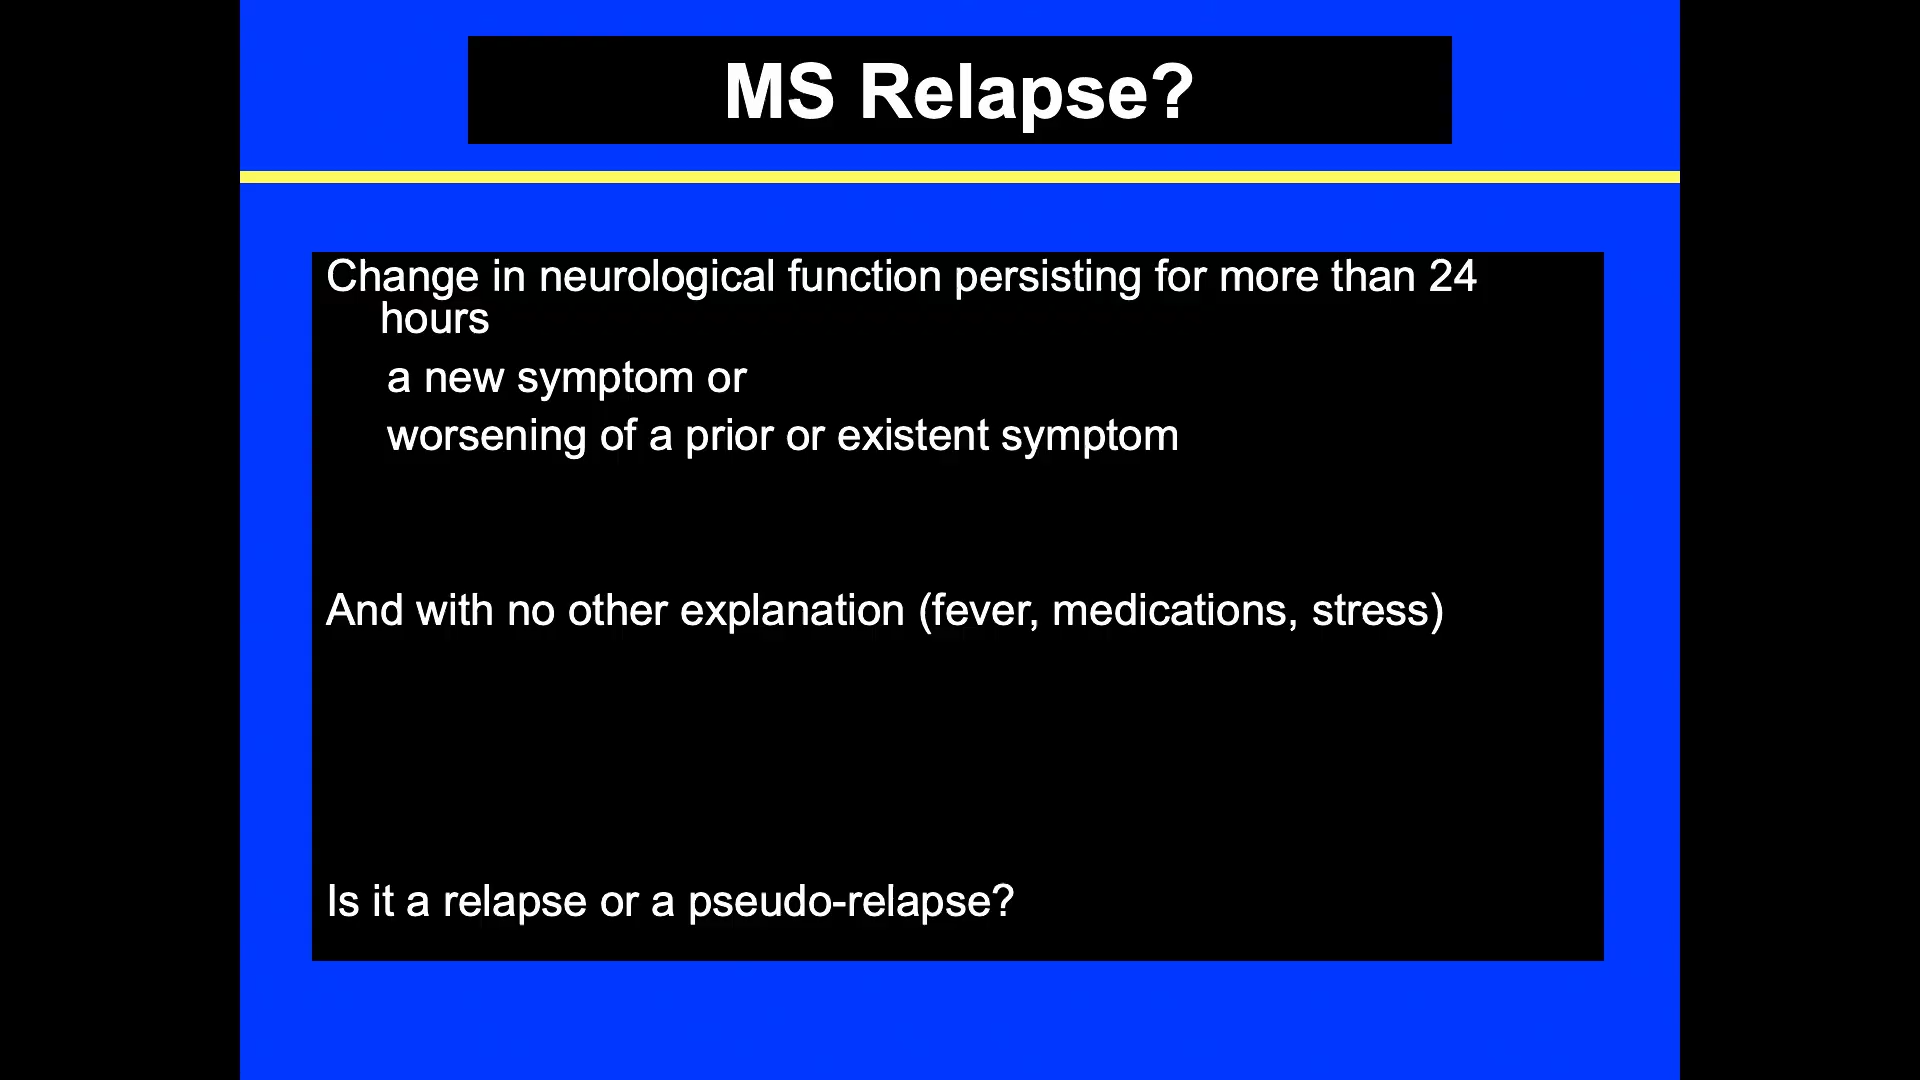 MS Relapse?
Change in neurological function persisting for more than 24
hours
a new symptom or
worsening of a prior or existent symptom
And with no other explanation (fever, medications, stress)
Is it a relapse or a pseudo-relapse?